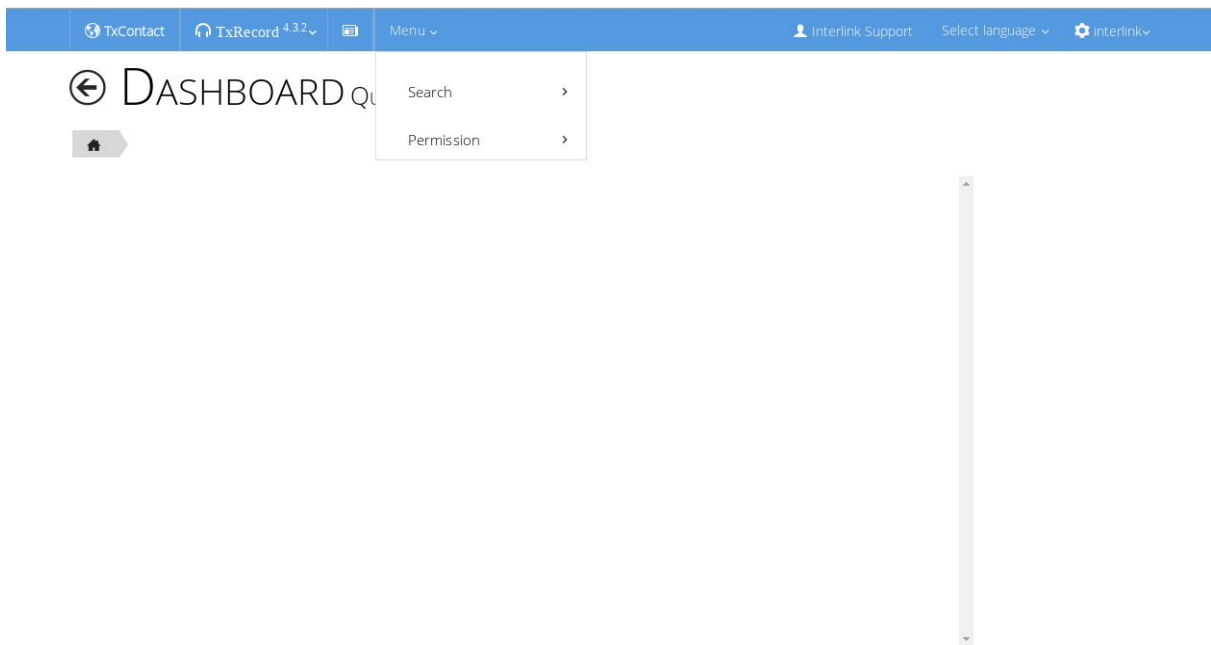 TxContact TxRecord 4.3.2 Menu Interlink Support Select language interlink
DASHBOARD
Search
Permission